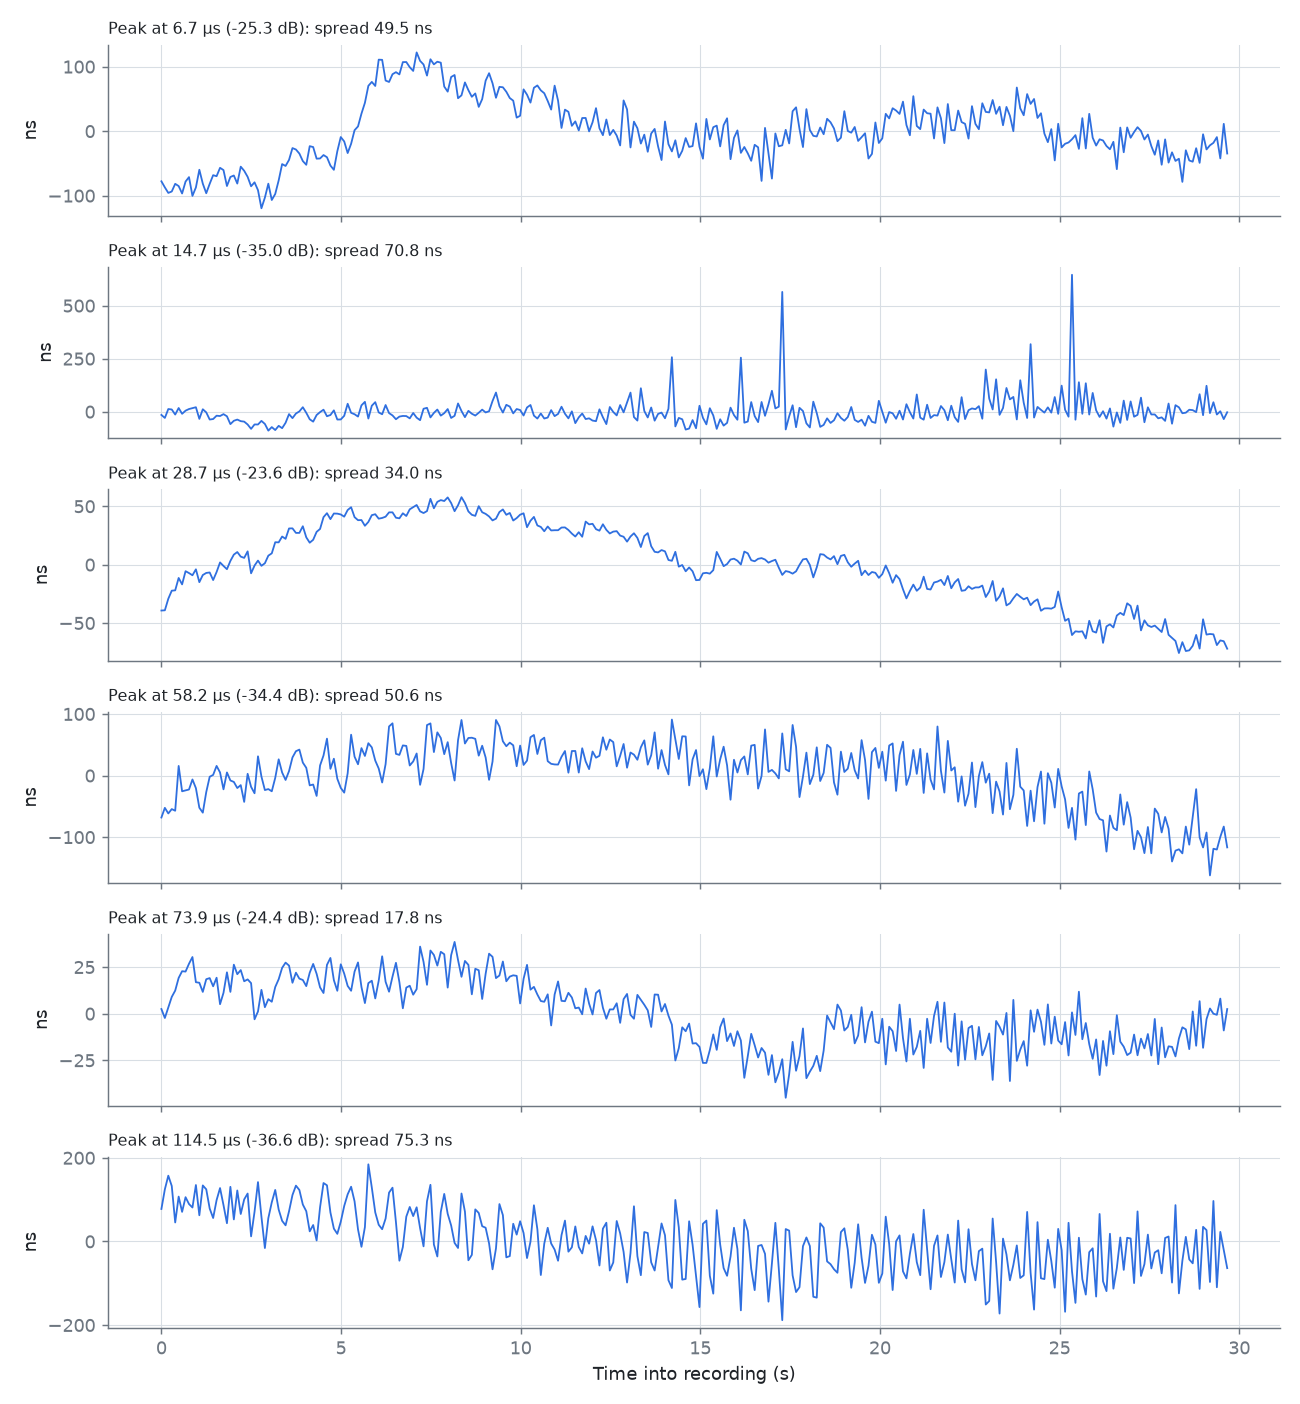 Peak at 6.7 µs (-25.3 dB): spread 49.5 ns
100
0
−100
ns
Peak at 14.7 µs (-35.0 dB): spread 70.8 ns
500
250
0
ns
Peak at 28.7 µs (-23.6 dB): spread 34.0 ns
50
0
−50
ns
Peak at 58.2 µs (-34.4 dB): spread 50.6 ns
100
0
−100
ns
Peak at 73.9 µs (-24.4 dB): spread 17.8 ns
25
0
−25
ns
Peak at 114.5 µs (-36.6 dB): spread 75.3 ns
200
0
−200
ns
0 5 10 15 20 25 30
Time into recording (s)